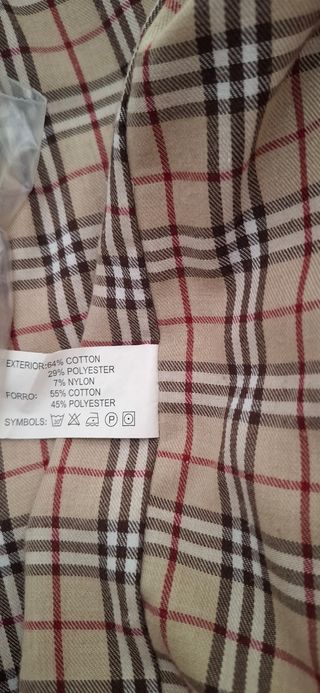 EXTERIOR:64% COTTON
29% POLYESTER
7% NYLON
FORRO: 55% COTTON
45% POLYESTER
SYMBOLS: P